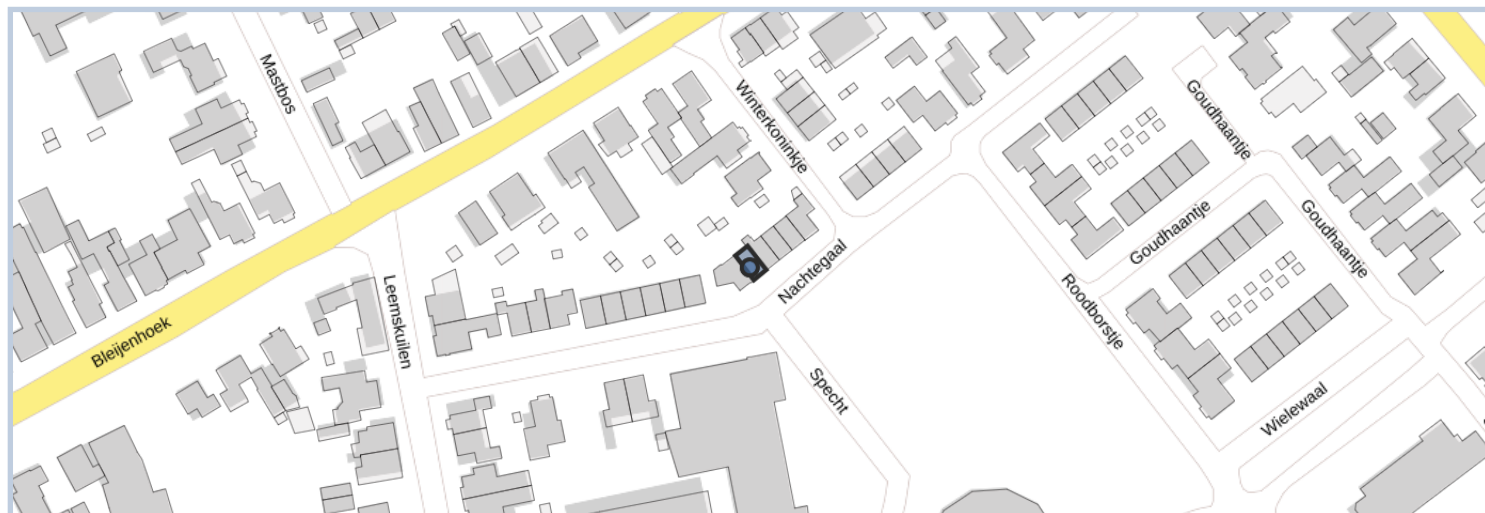 Mastbos
Winterkoninkje
Goudhaantje
Goudhaantje
Goudhaantje
Nachtegaal
Leemskuilen
Roodborstje
Bleijenhoek
Specht
Wielewaal